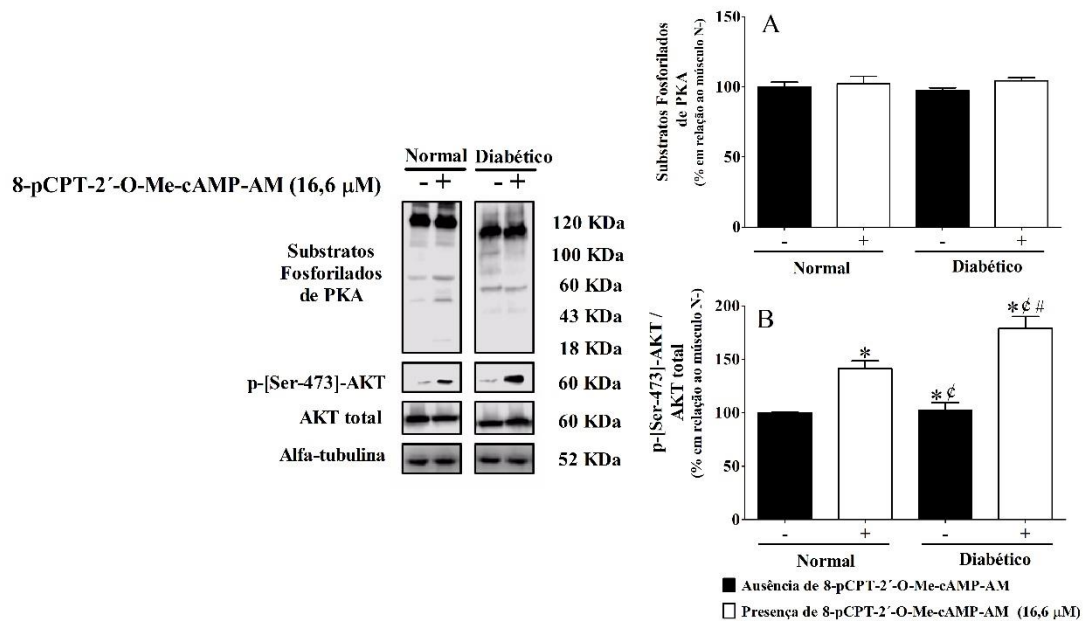 Normal Diabético
8-pCPT-2´-O-Me-cAMP-AM (16,6 µM) - + - +
Substratos
Fosforilados
de PKA
120 KDa
100 KDa
60 KDa
43 KDa
18 KDa
p-[Ser-473]-AKT 60 KDa
AKT total 60 KDa
Alfa-tubulina 52 KDa
A
Substratos Fosforilados
de PKA
(% em relação ao músculo N-)
150
100
50
0
- + - +
Normal Diabético
B
p-[Ser-473]-AKT /
AKT total
(% em relação ao músculo N-)
200
150
100
50
0
*
*¢
*¢ #
- + - +
Normal Diabético
Ausência de 8-pCPT-2´-O-Me-cAMP-AM
Presença de 8-pCPT-2´-O-Me-cAMP-AM (16,6 µM)